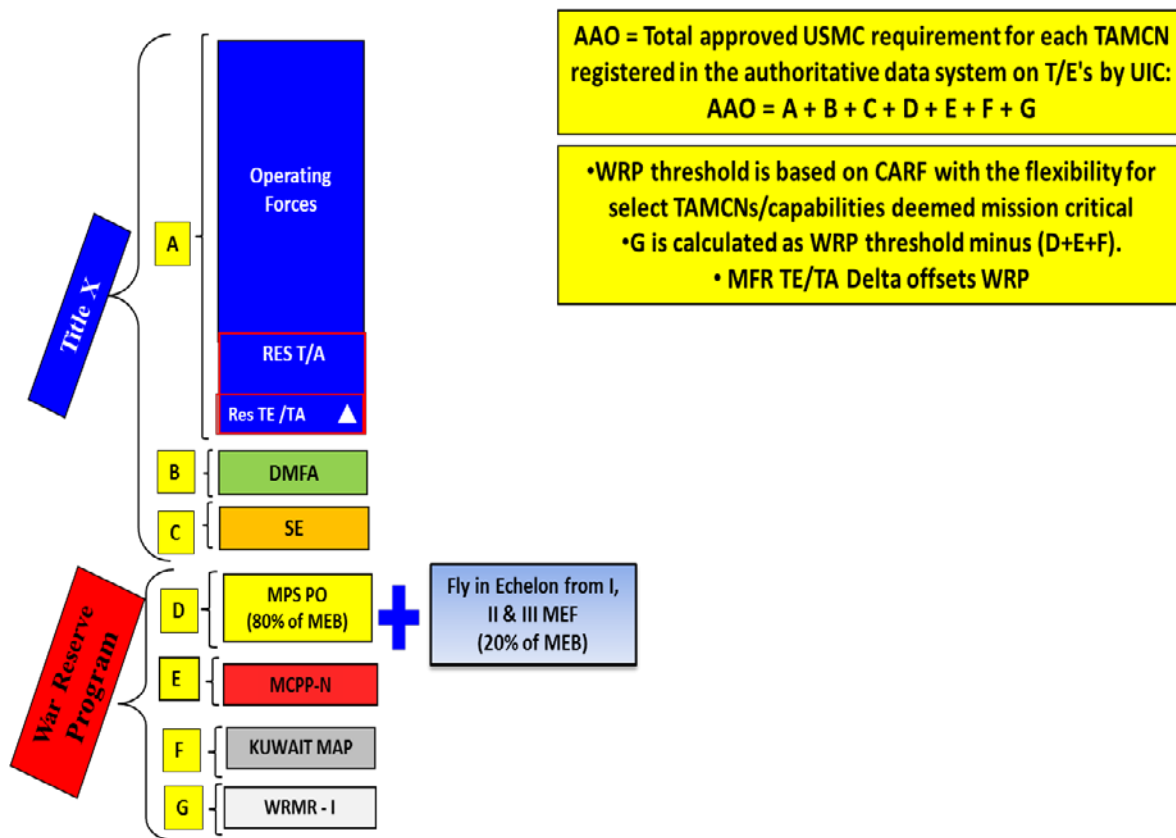 AAO = Total approved USMC requirement for each TAMCN
registered in the authoritative data system on T/E's by UIC:
AAO = A + B + C + D + E + F + G
•WRP threshold is based on CARF with the flexibility for
select TAMCNs/capabilities deemed mission critical
•G is calculated as WRP threshold minus (D+E+F).
• MFR TE/TA Delta offsets WRP
Title X
A
Operating
Forces
RES T/A
Res TE /TA
B
DMFA
C
SE
War Reserve
Program
D
MPS PO
(80% of MEB)
Fly in Echelon from I,
II & III MEF
(20% of MEB)
E
MCPP-N
F
KUWAIT MAP
G
WRMR - I